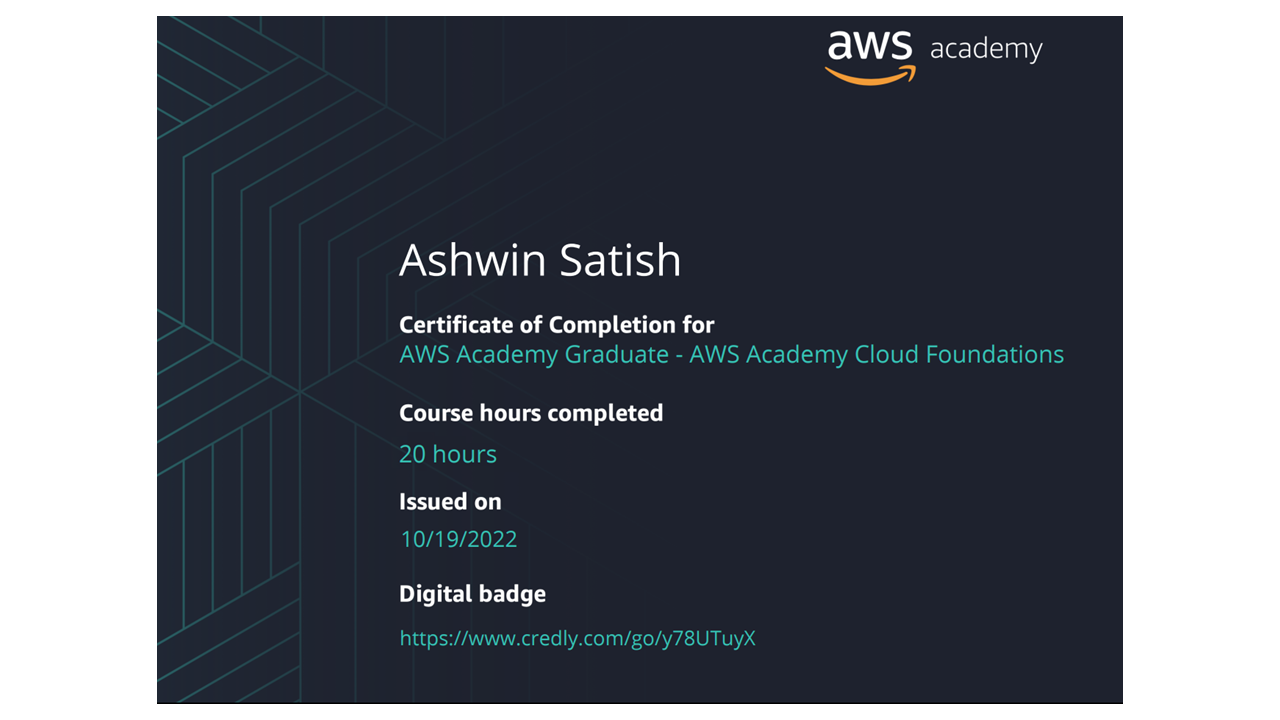 aws academy
Ashwin Satish
Certificate of Completion for
AWS Academy Graduate - AWS Academy Cloud Foundations
Course hours completed
20 hours
Issued on
10/19/2022
Digital badge
https://www.credly.com/go/y78UTuyX